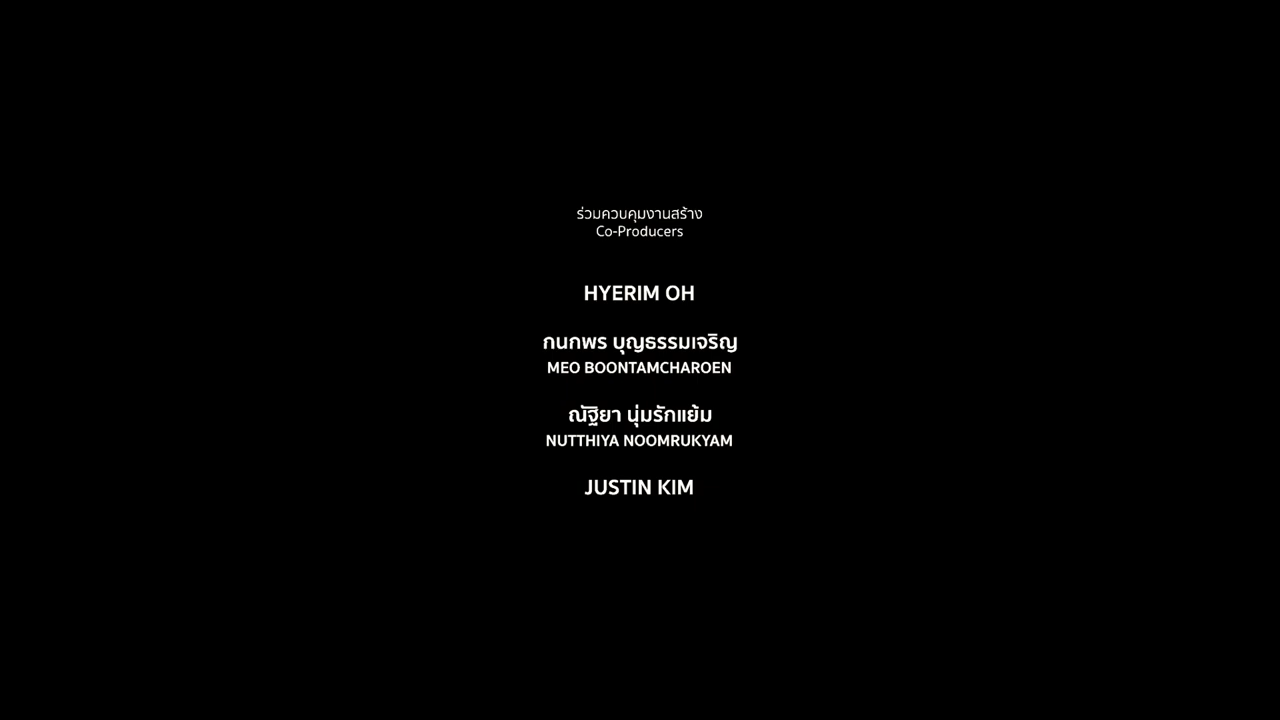 ร่วมควบคุมงานสร้าง
Co-Producers
HYERIM OH
กนกพร บุญธรรมเจริญ
MEO BOONTAMCHAROEN
ณัฐิยา นุ่มรักแย้ม
NUTTHIYA NOOMRUKYAM
JUSTIN KIM